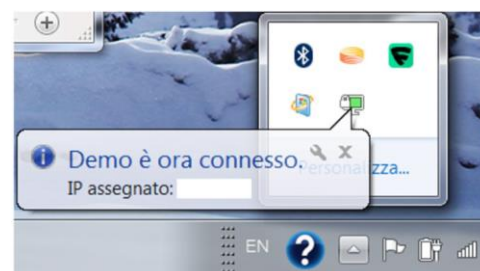 Demo è ora connesso.
IP assegnato:
Personalizza...
EN